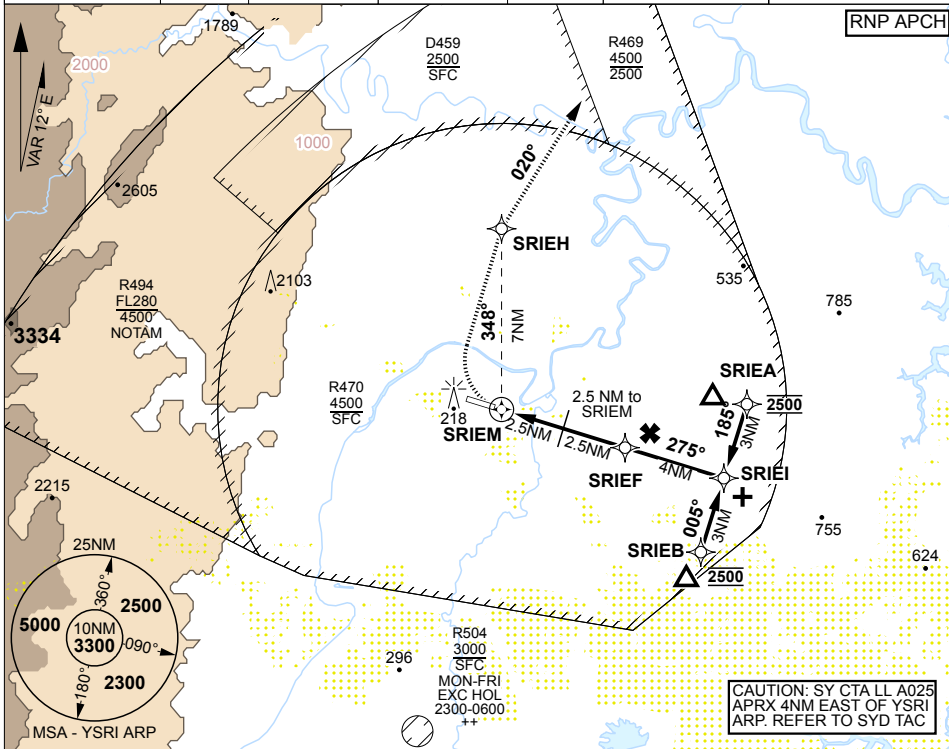 1789
RNP APCH
2000
VAR 12° E
D459
2500
SFC
R469
4500
2500
1000
020°
2605
SRIEH
535
2103
785
R494
FL280
4500
NOTAM
3334
348°
7NM
SRIEA
R470
4500
SFC
2.5 NM to
SRIEM
2500
218
185°
3NM
SRIEM
2.5NM
2.5NM
275°
4NM
SRIEF
SRIEI
2215
005°
3NM
755
SRIEB
2500
624
25NM
360°
5000
2500
10NM
3300
090°
180°
2300
MSA - YSRI ARP
296
R504
3000
SFC
MON-FRI
EXC HOL
2300-0600
++
CAUTION: SY CTA LL A025
APRX 4NM EAST OF YSRI
ARP. REFER TO SYD TAC